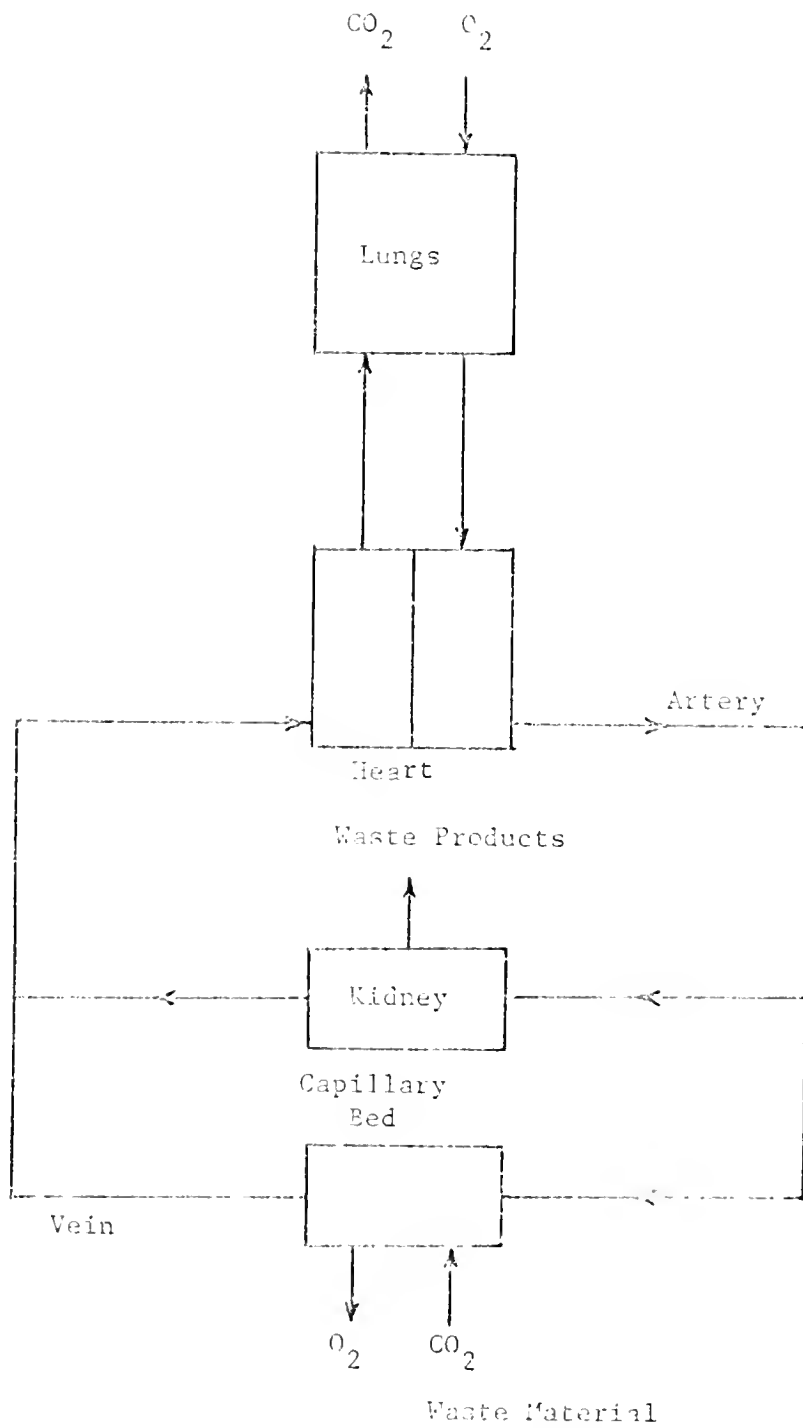 CO2 O2
Lungs
Artery
Heart
Waste Products
Kidney
Capillary
Bed
Vein
O2 CO2
Waste Material